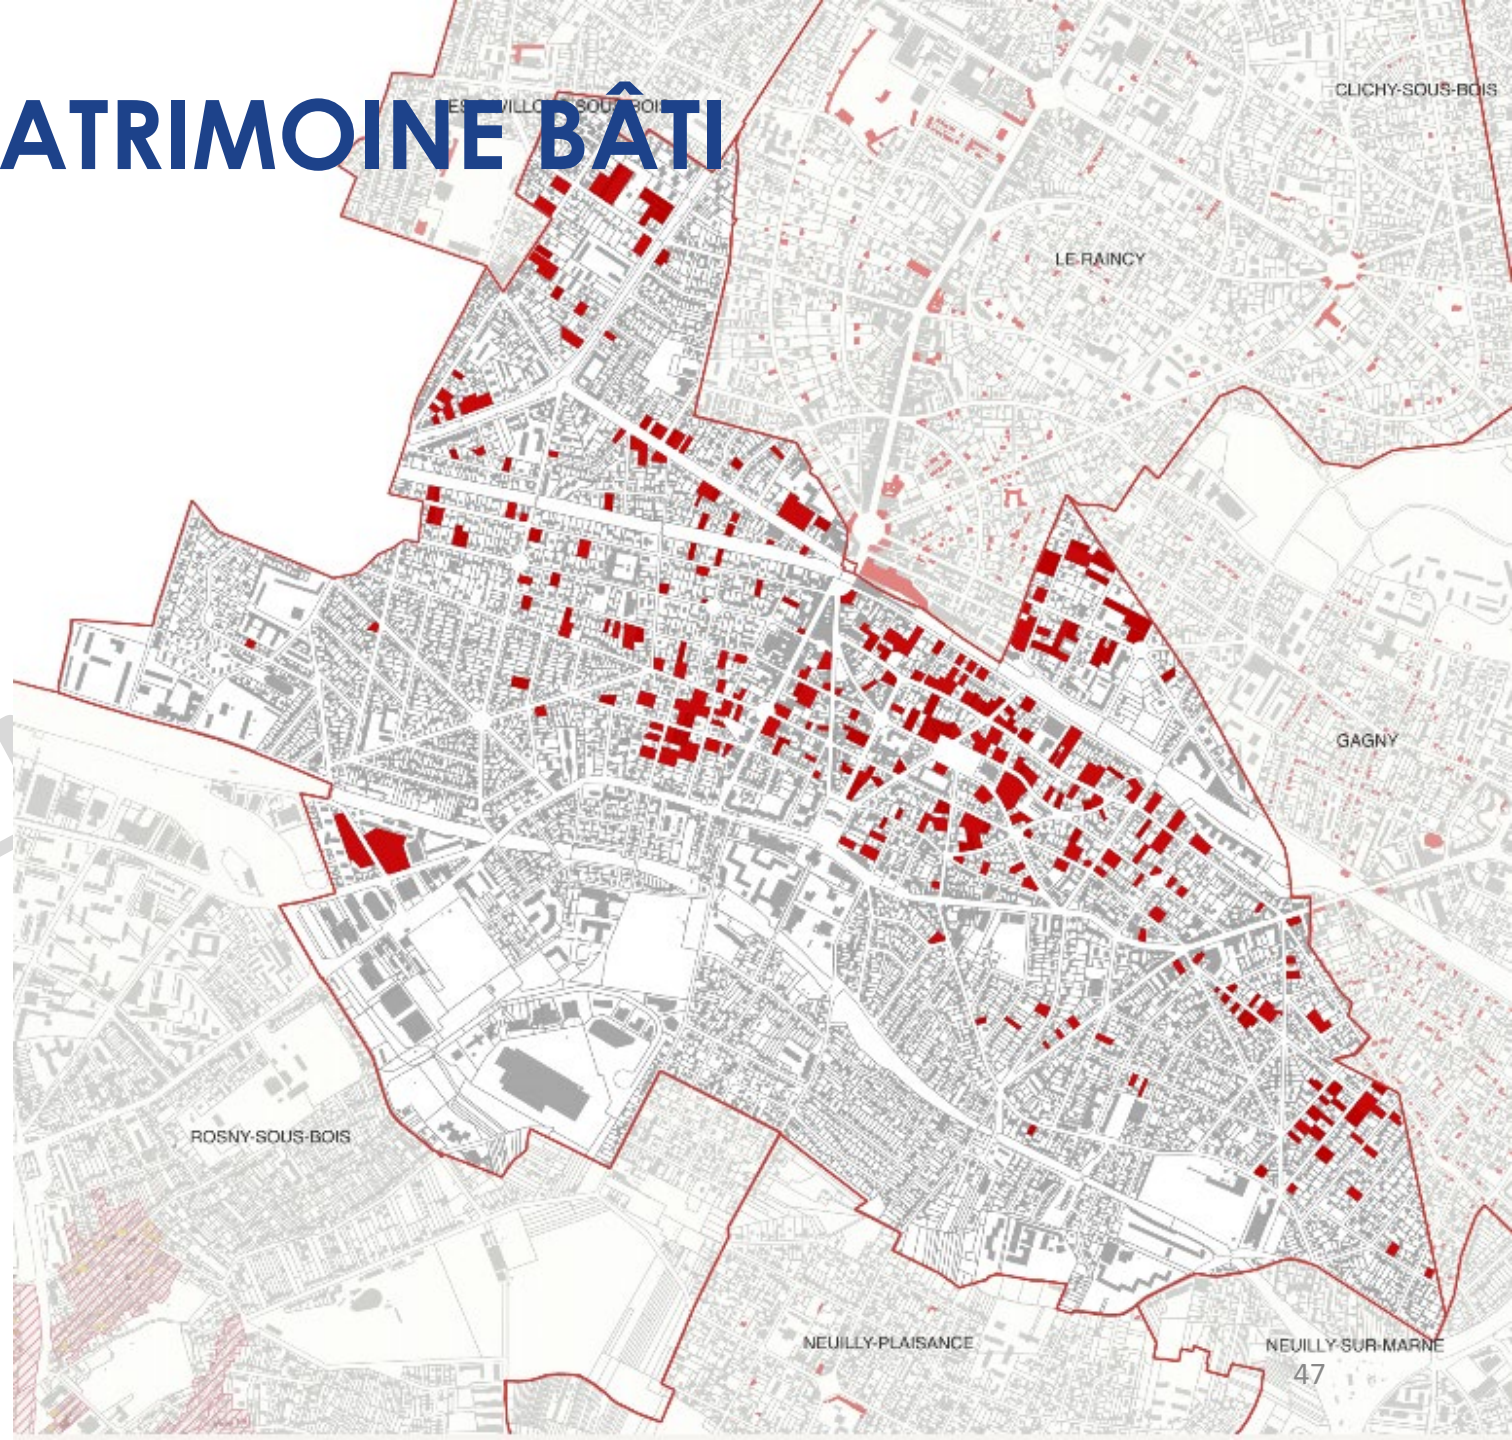 CLICHY-SOUS-BOIS
ATRIMOINE BÂTI
LE RAINCY
GAGNY
ROSNY-SOUS-BOIS
NEUILLY-PLAISANCE
NEUILLY-SUR-MARNE
47